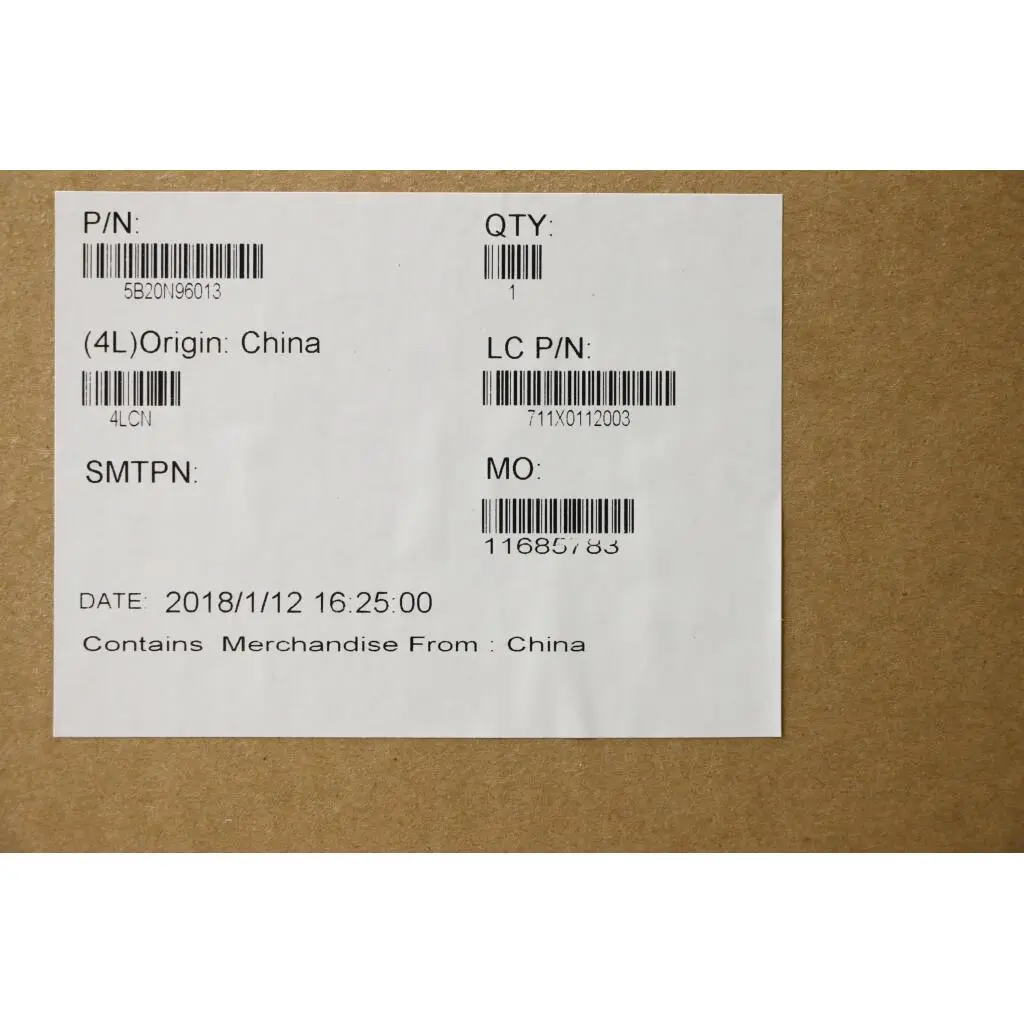 P/N:
5B20N96013
QTY:
1
(4L)Origin: China
4LCN
LC P/N:
711X0112003
SMTPN:
MO:
11685783
DATE: 2018/1/12 16:25:00
Contains Merchandise From : China